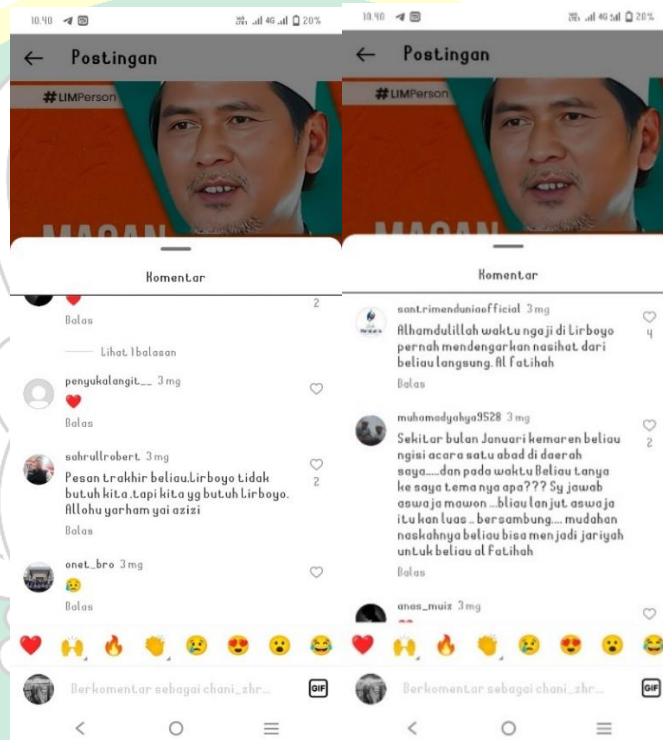 10.40
4G
20%
Postingan
#LIMPerson
Komentar
2
Balas
Lihat 1 balasan
penyukalangit__ 3 mg
Balas
sahrullrobert 3 mg
Pesan trakhir beliau.Lirboyo tidak
butuh kita .tapi kita yg butuh Lirboyo.
Allohu yarham yai azizi
2
Balas
onet_bro 3 mg
Balas
Berkomentar sebagai chani_zhr...
GIF
10.40
4G
20%
Postingan
#LIMPerson
Komentar
santrimenduniaofficial 3 mg
Alhamdulillah waktu ngaji di Lirboyo
pernah mendengarkan nasihat dari
beliau langsung. Al fatihah
4
Balas
muhamadyahya9528 3 mg
Sekitar bulan Januari kemaren beliau
ngisi acara satu abad di daerah
saya.....dan pada waktu Beliau tanya
ke saya tema nya apa??? Sy jawab
aswaja mawon ...bliau lanjut aswaja
itu kan luas .. bersambung.... mudahan
naskahnya beliau bisa menjadi jariyah
untuk beliau al fatihah
2
Balas
anas_muiz 3 mg
Berkomentar sebagai chani_zhr...
GIF